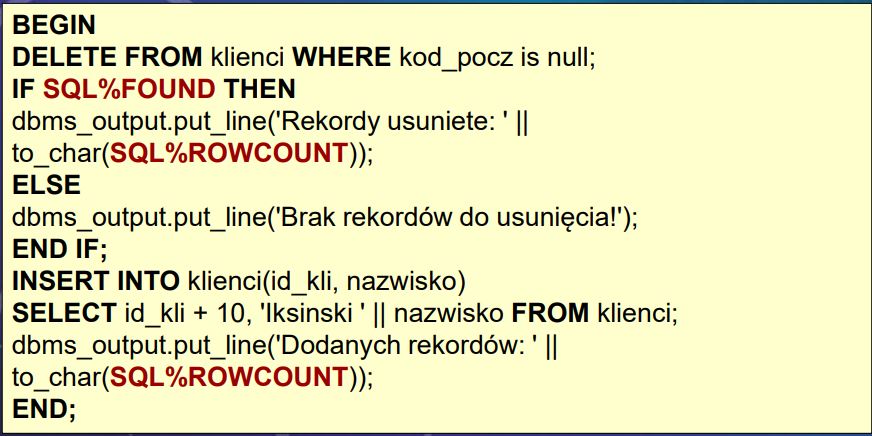 BEGIN
DELETE FROM klienci WHERE kod_pocz is null;
IF SQL%FOUND THEN
dbms_output.put_line('Rekordy usuniete: ' ||
to_char(SQL%ROWCOUNT));
ELSE
dbms_output.put_line('Brak rekordów do usunięcia!');
END IF;
INSERT INTO klienci(id_kli, nazwisko)
SELECT id_kli + 10, 'Iksinski ' || nazwisko FROM klienci;
dbms_output.put_line('Dodanych rekordów: ' ||
to_char(SQL%ROWCOUNT));
END;